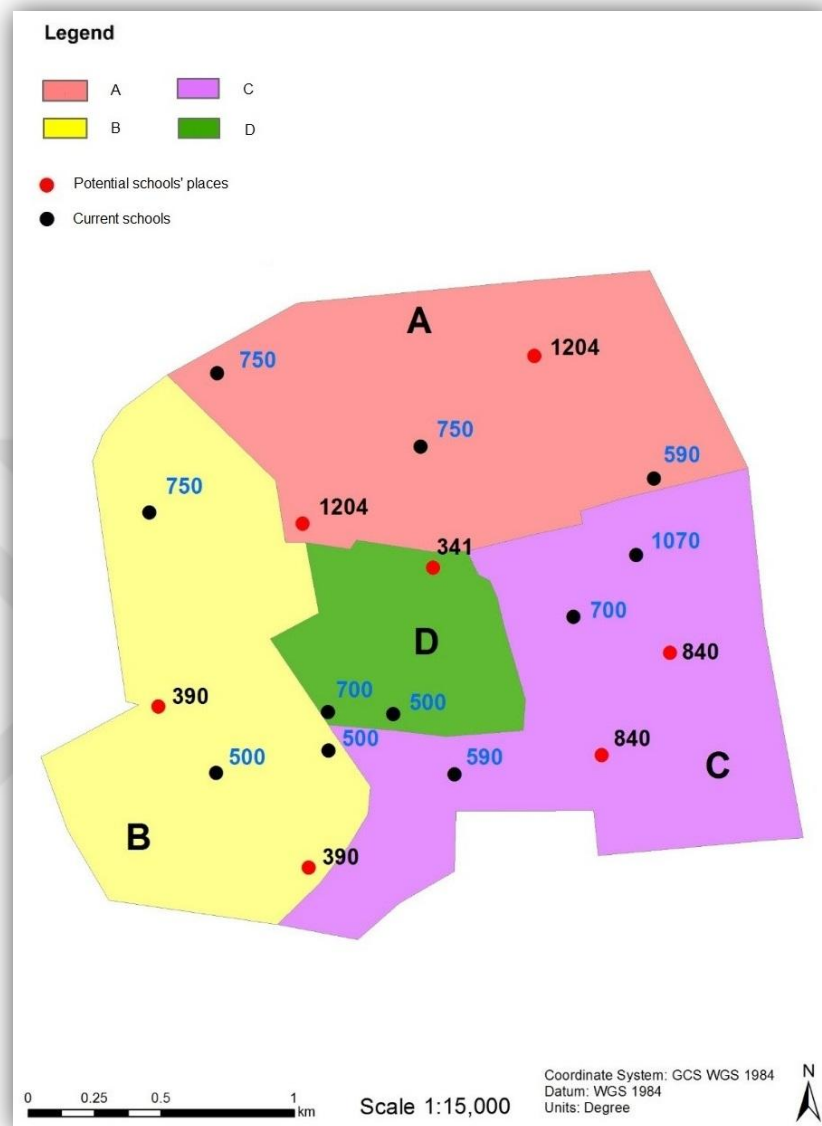 Legend
A
C
B
D
Potential schools' places
Current schools
A
1204
750
750
590
750
1204
341
1070
700
D
840
390
700
500
500
840
500
590
C
B
390
0 0.25 0.5 1
km
Scale 1:15,000
Coordinate System: GCS WGS 1984
Datum: WGS 1984
Units: Degree
N